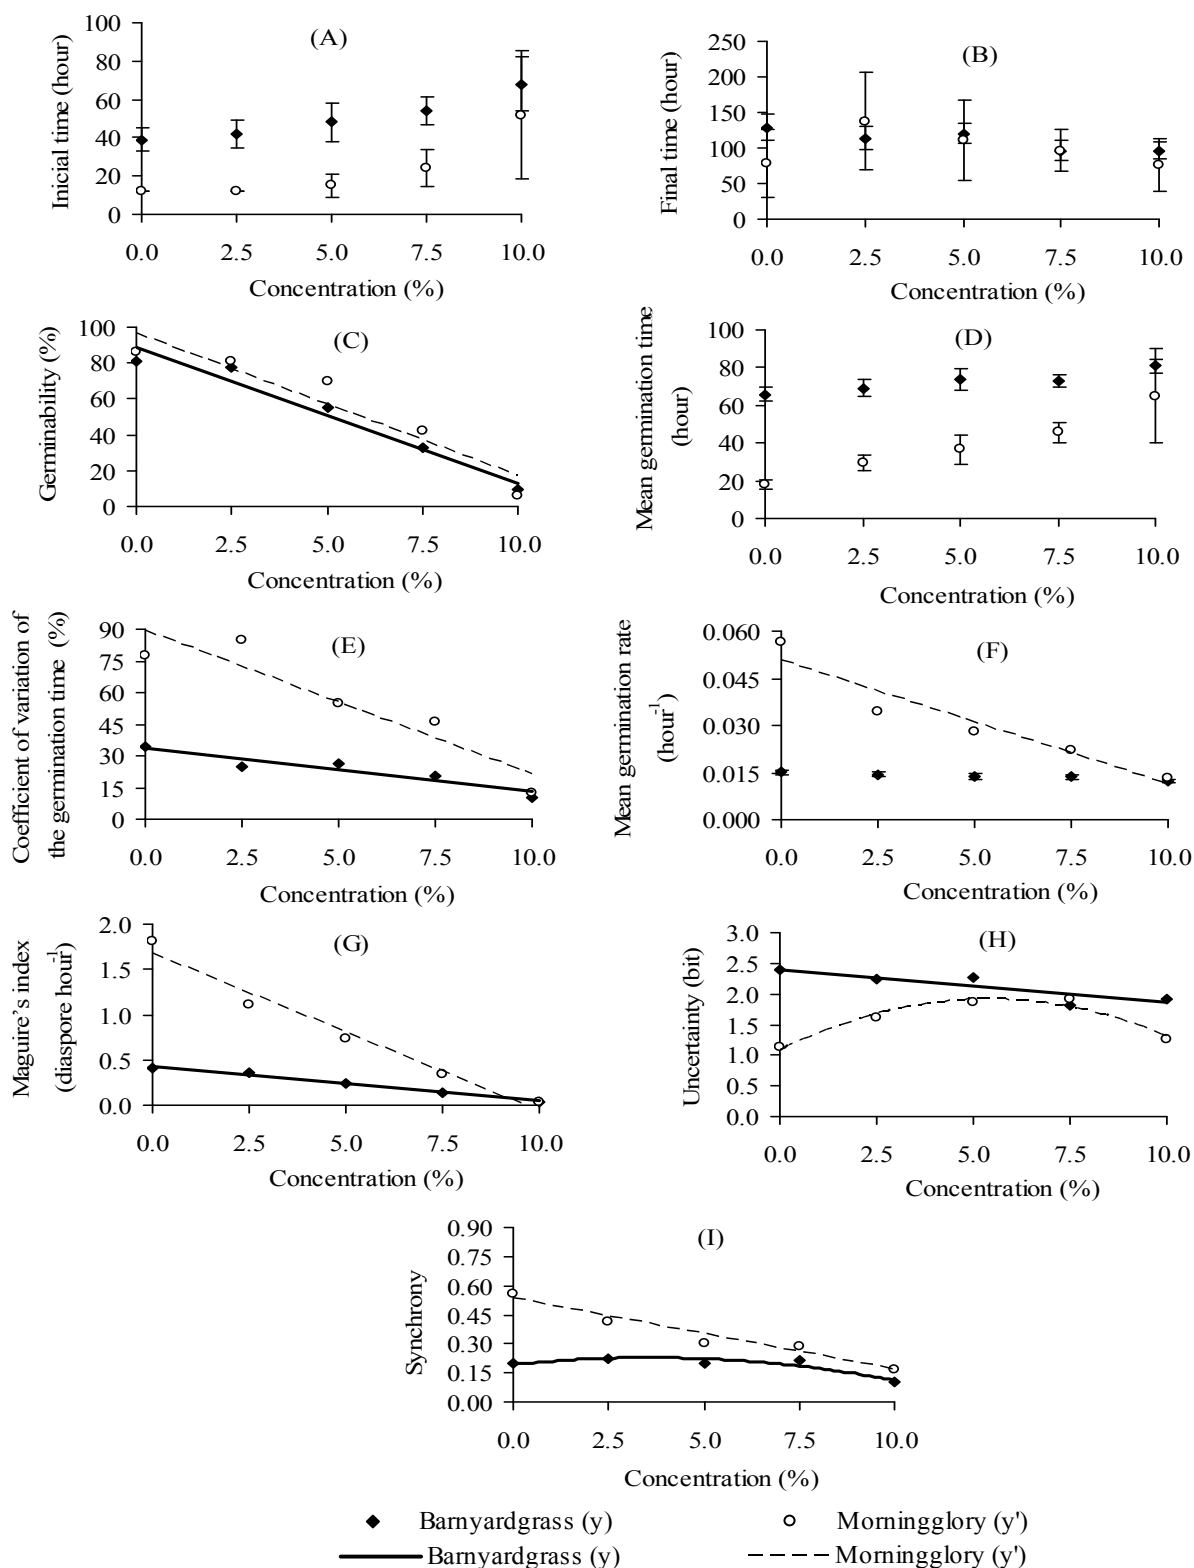 (A)
Inicial time (hour)
100
80
60
40
20
0
0.0 2.5 5.0 7.5 10.0
Concentration (%)
(B)
Final time (hour)
250
200
150
100
50
0
0.0 2.5 5.0 7.5 10.0
Concentration (%)
(C)
Germinability (%)
100
80
60
40
20
0
0.0 2.5 5.0 7.5 10.0
Concentration (%)
(D)
Mean germination time
(hour)
100
80
60
40
20
0
0.0 2.5 5.0 7.5 10.0
Concentration (%)
(E)
Coefficient of variation of
the germination time (%)
90
75
60
45
30
15
0
0.0 2.5 5.0 7.5 10.0
Concentration (%)
(F)
Mean germination rate
(hour-1)
0.060
0.045
0.030
0.015
0.000
0.0 2.5 5.0 7.5 10.0
Concentration (%)
(G)
Maguire's index
(diaspore hour-1)
2.0
1.5
1.0
0.5
0.0
0.0 2.5 5.0 7.5 10.0
Concentration (%)
(H)
Uncertainty (bit)
3.0
2.5
2.0
1.5
1.0
0.5
0.0
0.0 2.5 5.0 7.5 10.0
Concentration (%)
(I)
Synchrony
0.90
0.75
0.60
0.45
0.30
0.15
0.00
0.0 2.5 5.0 7.5 10.0
Concentration (%)
Barnyardgrass (y) Morningglory (y')
Barnyardgrass (y) Morningglory (y')